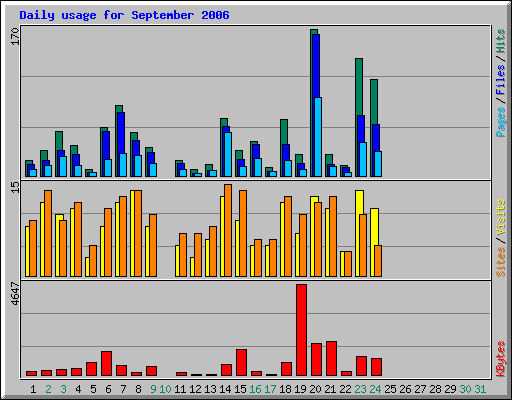 Daily usage for September 2006
170
Pages / Files / Hits
15
Sites / Visits
4647
KBytes
1 2 3 4 5 6 7 8 9 10 11 12 13 14 15 16 17 18 19 20 21 22 23 24 25 26 27 28 29 30 31